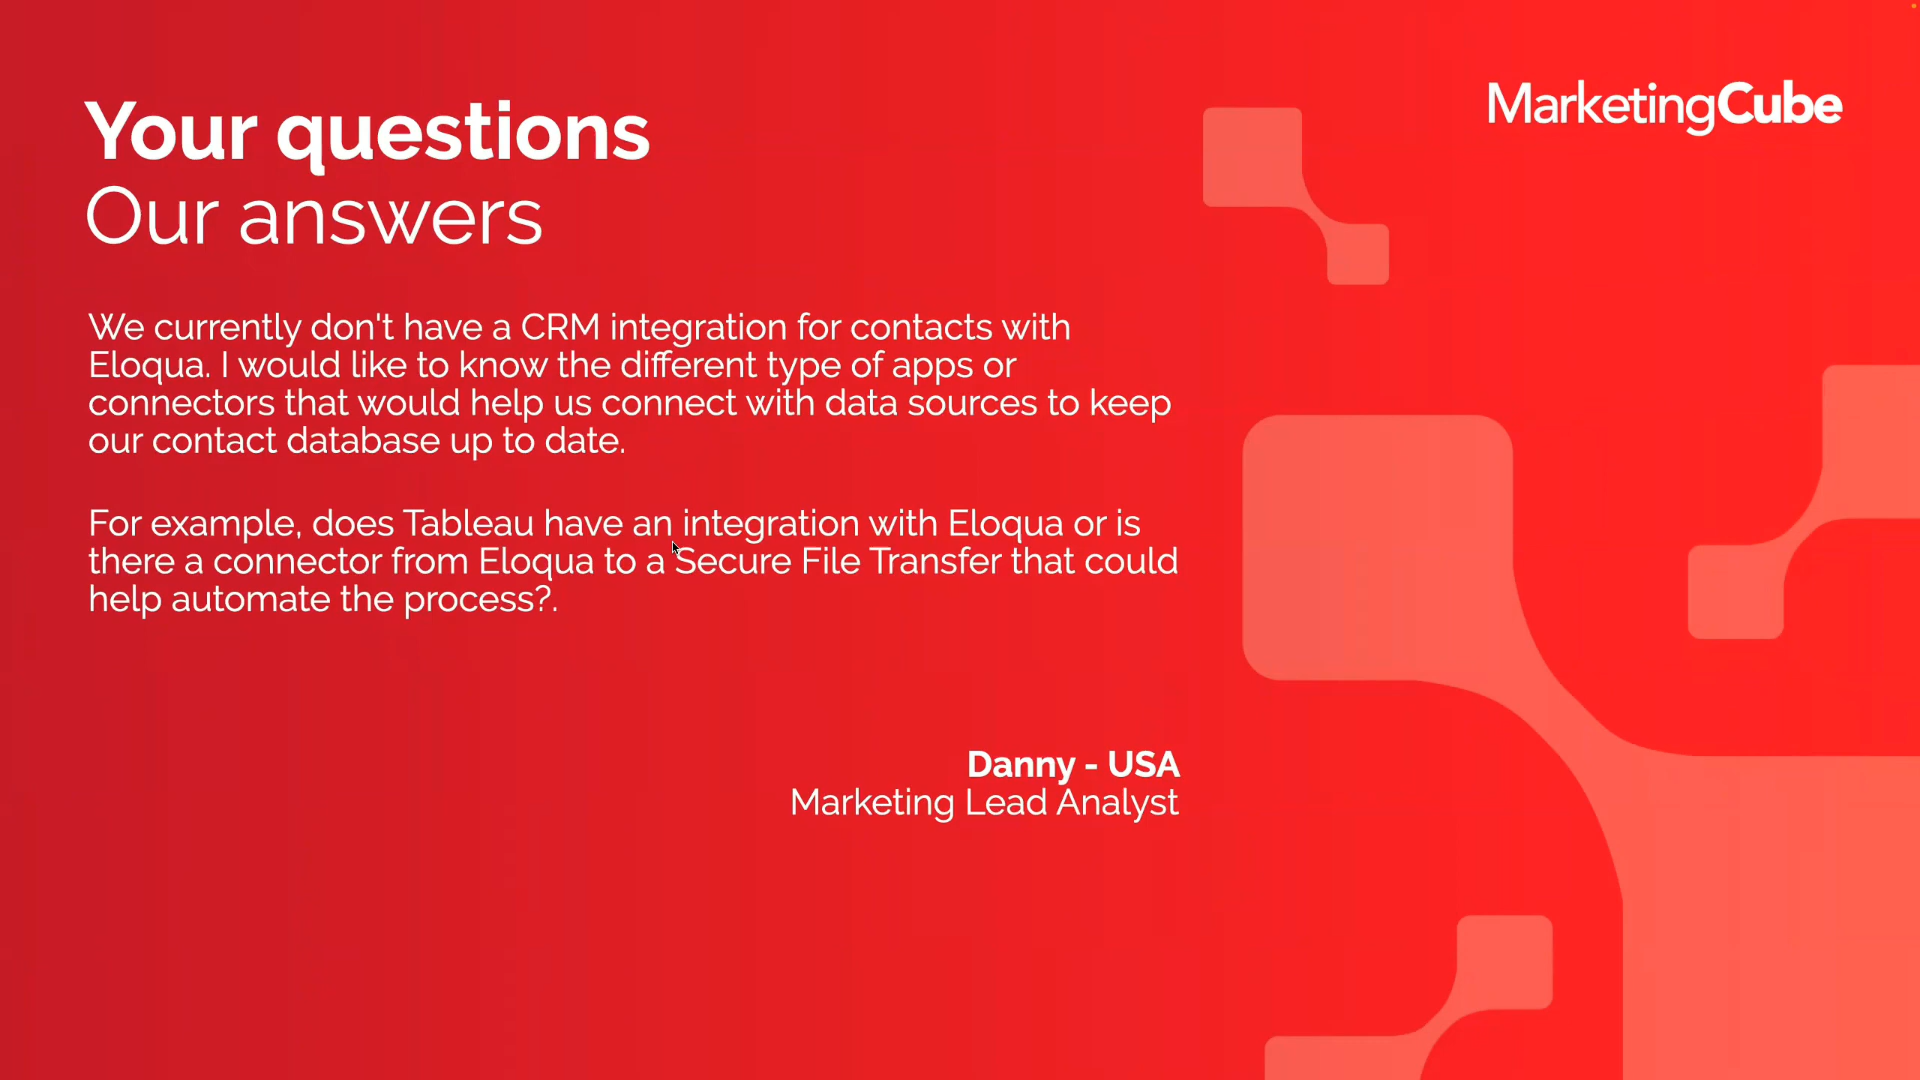 MarketingCube
Your questions
Our answers
We currently don't have a CRM integration for contacts with
Eloqua. I would like to know the different type of apps or
connectors that would help us connect with data sources to keep
our contact database up to date.
For example, does Tableau have an integration with Eloqua or is
there a connector from Eloqua to a Secure File Transfer that could
help automate the process?.
Danny - USA
Marketing Lead Analyst